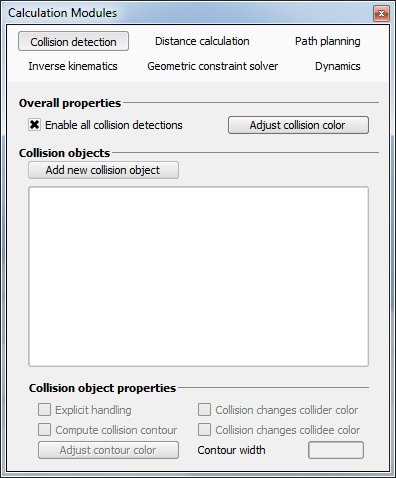 Calculation Modules
Collision detection Distance calculation Path planning
Inverse kinematics Geometric constraint solver Dynamics
Overall properties
Enable all collision detections Adjust collision color
Collision objects
Add new collision object
Collision object properties
Explicit handling Collision changes collider color
Compute collision contour Collision changes collidee color
Adjust contour color Contour width